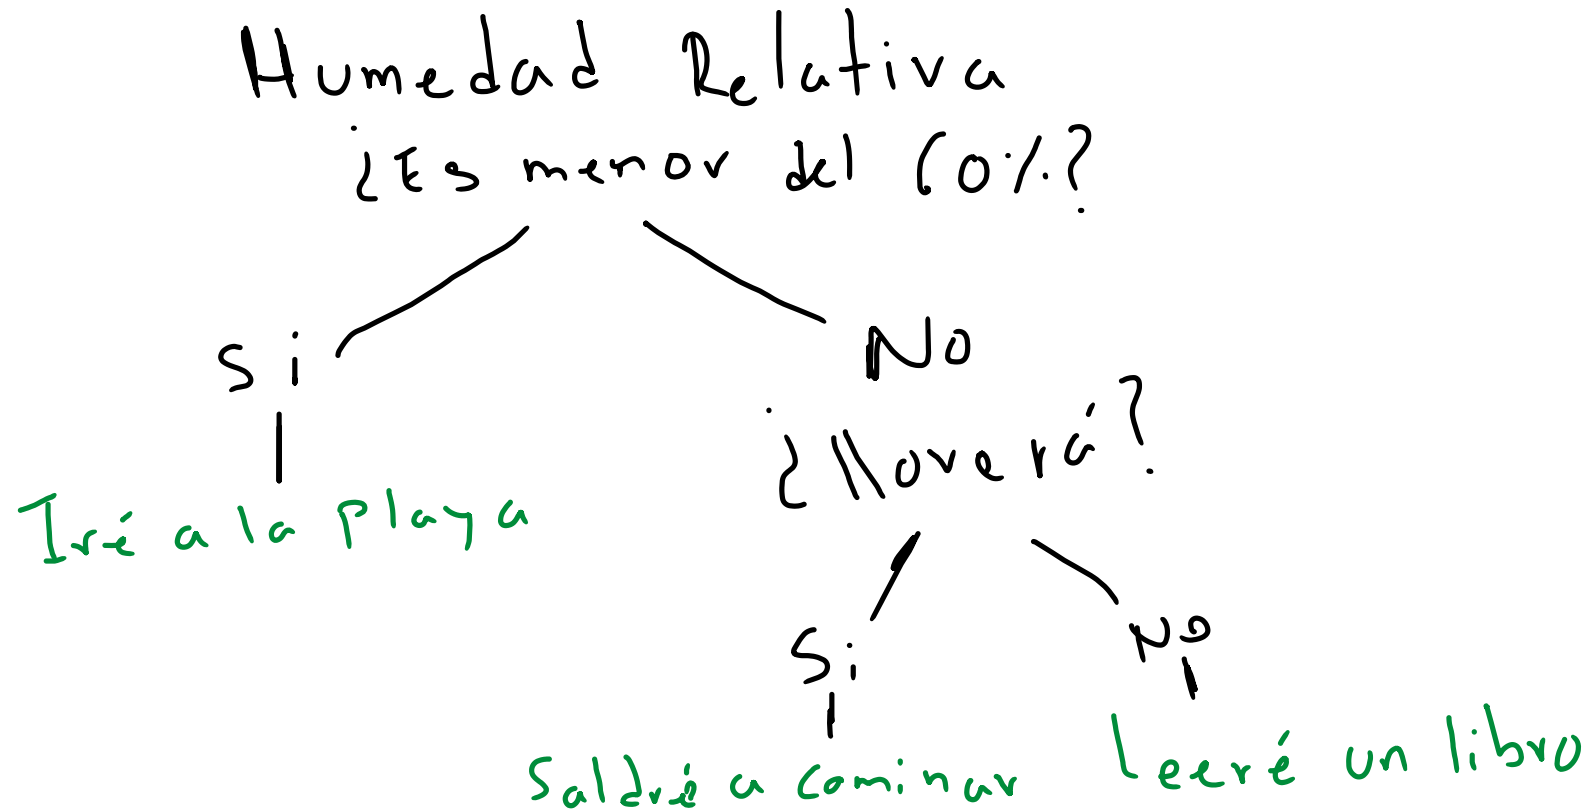 Humedad Relativa
¿Es menor del 60%?
Si
No
¿lloverá?
Iré a la playa
Si
No
Saldré a caminar
Leeré un libro